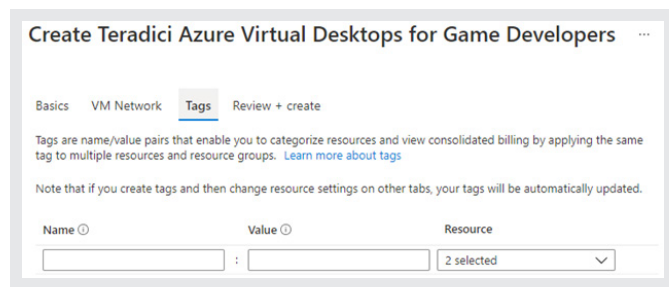 Create Teradici Azure Virtual Desktops for Game Developers ...
Basics VM Network Tags Review + create
Tags are name/value pairs that enable you to categorize resources and view consolidated billing by applying the same
tag to multiple resources and resource groups. Learn more about tags
Note that if you create tags and then change resource settings on other tabs, your tags will be automatically updated.
Name Value Resource
: 2 selected